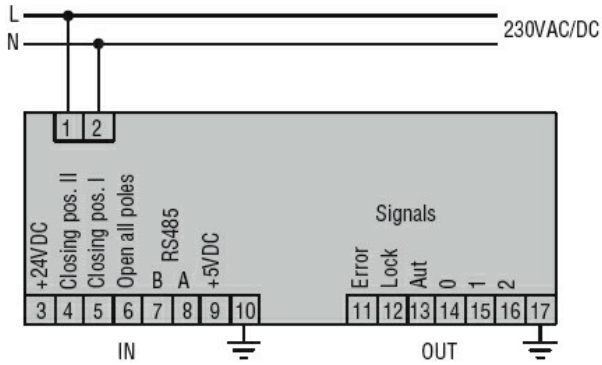 L
N
230VAC/DC
1 2
+24VDC
Closing pos. II
Closing pos. I
Open all poles
B A
RS485
+5VDC
Signals
Error
Lock
Aut
0
1
2
3 4 5 6 7 8 9 10
11 12 13 14 15 16 17
IN
OUT